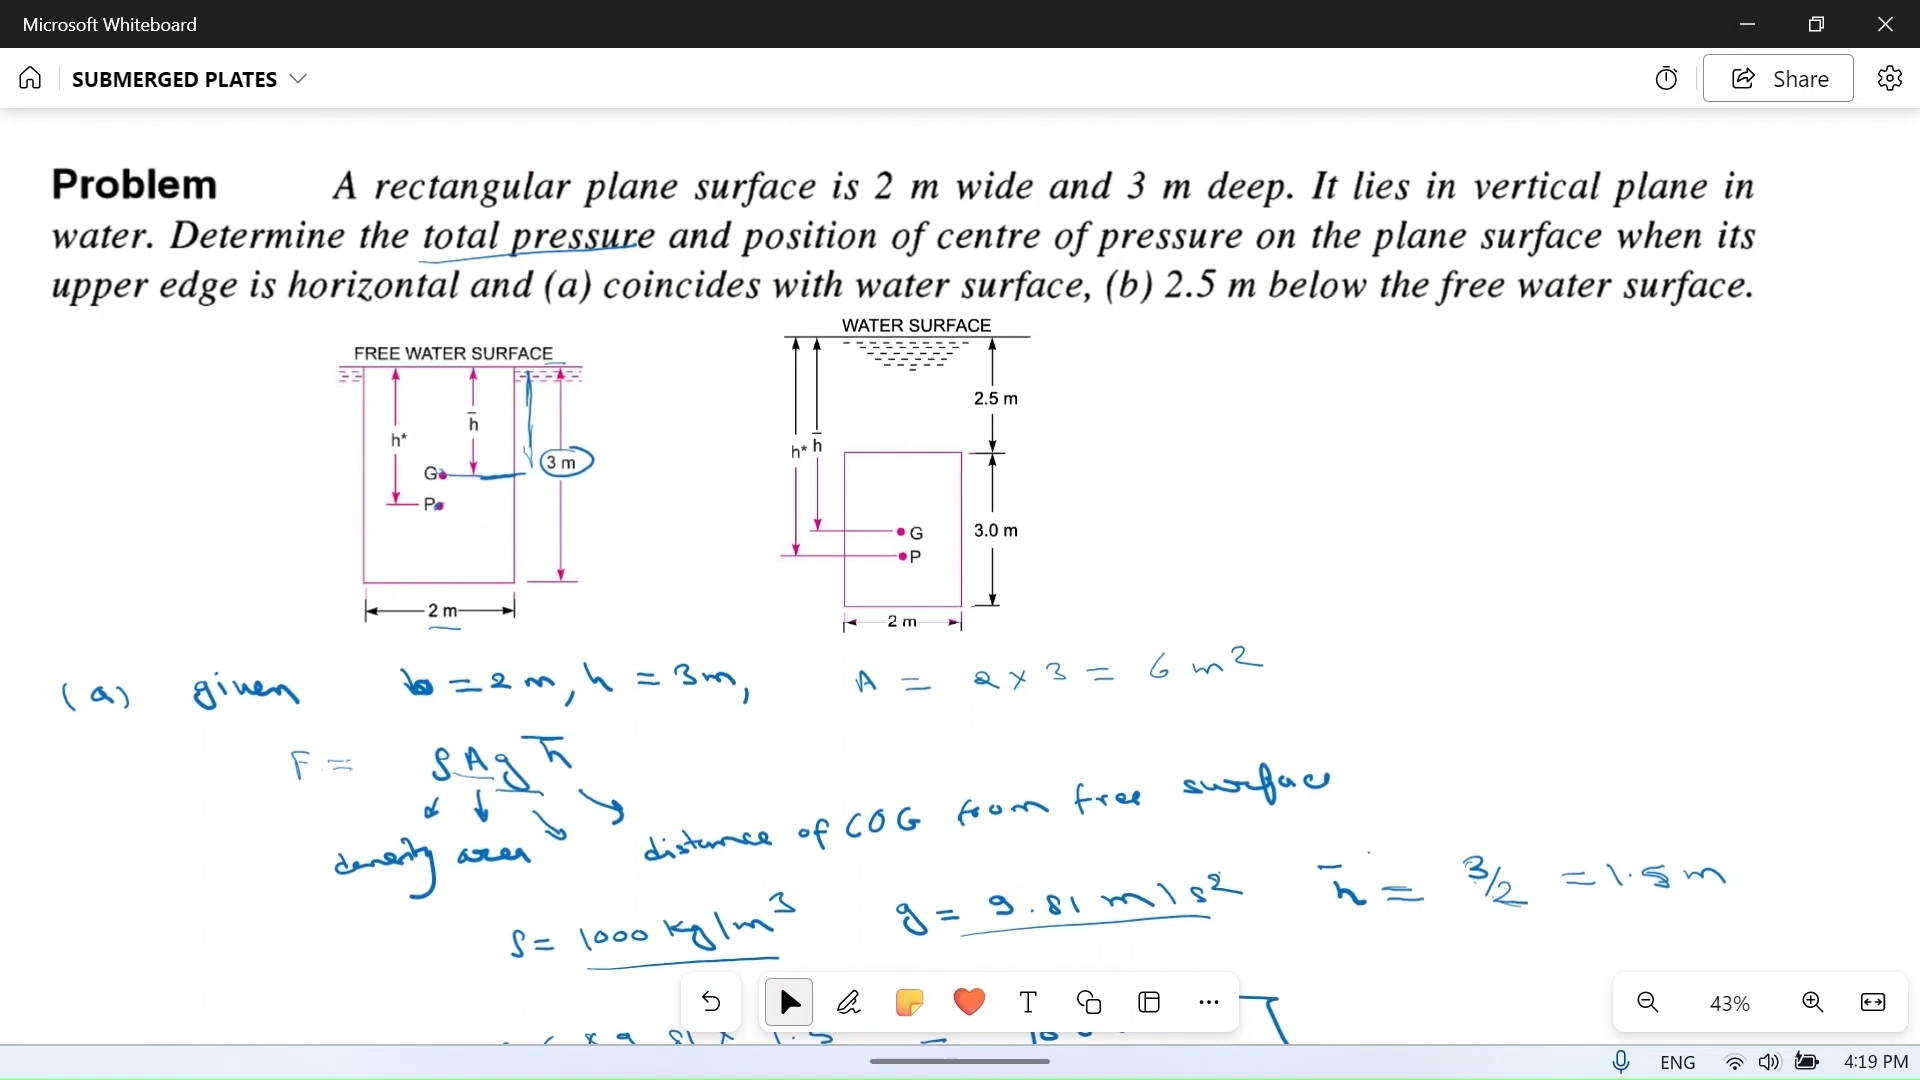 Microsoft Whiteboard
SUBMERGED PLATES
Share
Problem A rectangular plane surface is 2 m wide and 3 m deep. It lies in vertical plane in
water. Determine the total pressure and position of centre of pressure on the plane surface when its
upper edge is horizontal and (a) coincides with water surface, (b) 2.5 m below the free water surface.
FREE WATER SURFACE
h*
h̄
G
P
3 m
2 m
WATER SURFACE
2.5 m
h* h̄
G
P
3.0 m
2 m
(a) given b = 2 m, h = 3 m, A = 2 x 3 = 6 m²
F = ρAgh̄
density area distance of COG from free surface
ρ = 1000 kg/m³ g = 9.81 m/s² h̄ = 3/2 = 1.5 m
43%
ENG
4:19 PM